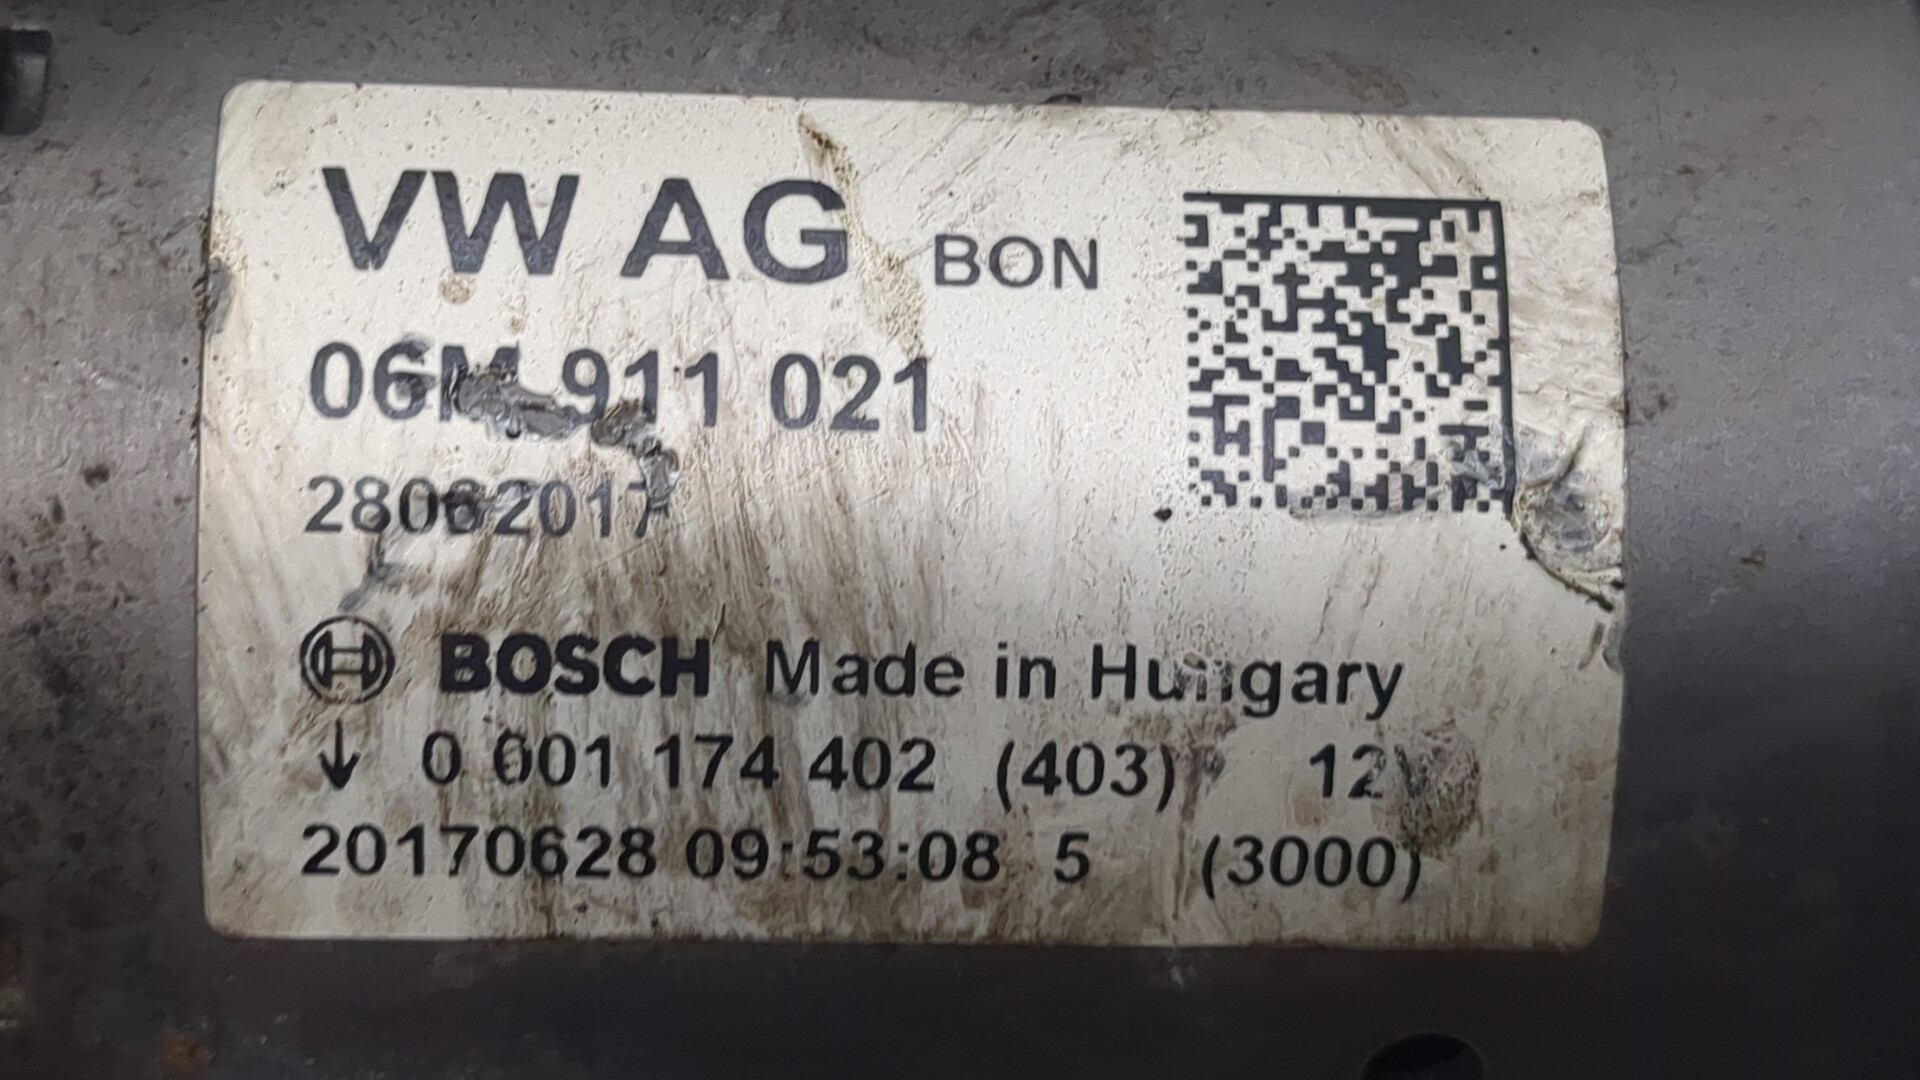 VW AG BON
06M 911 021
28062017
BOSCH Made in Hungary
↓ 0 001 174 402 (403) 12V
20170628 09:53:08 5 (3000)